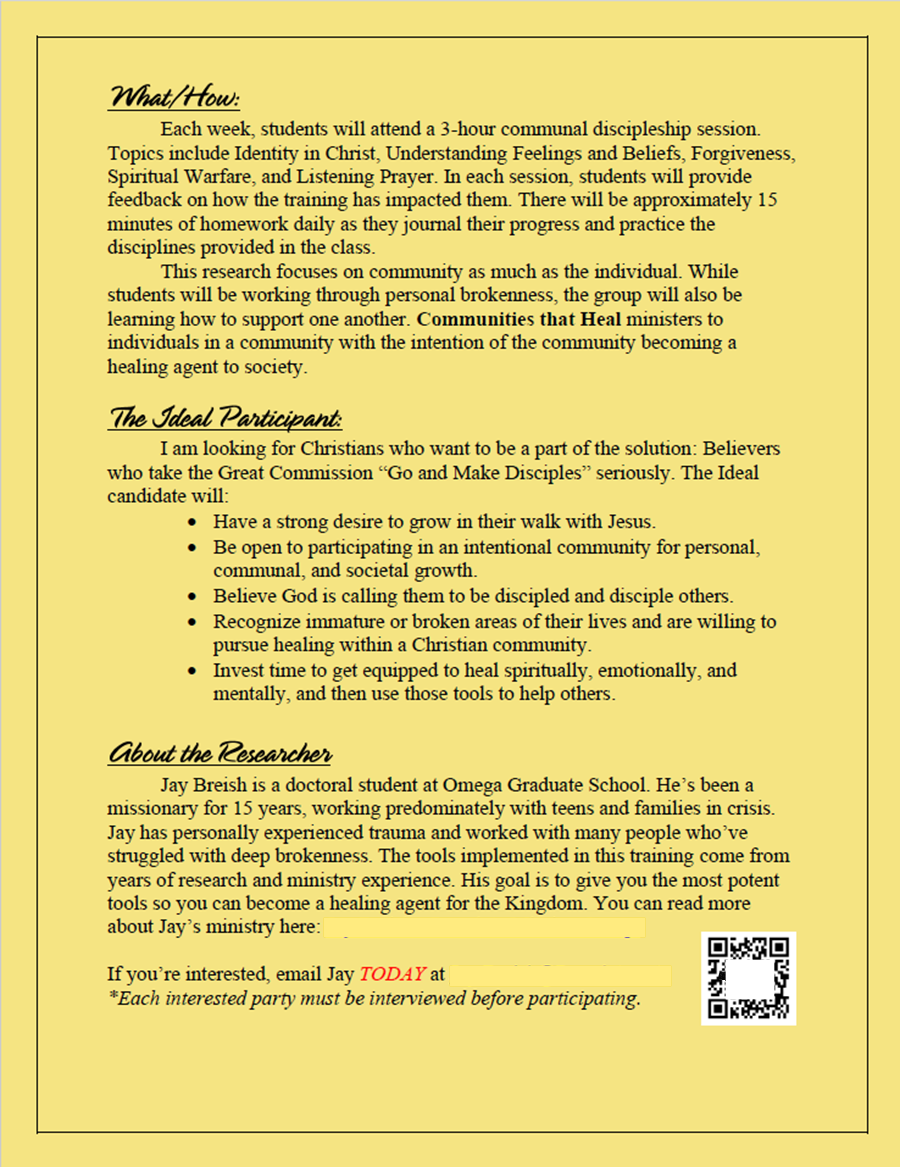 What/How:
Each week, students will attend a 3-hour communal discipleship session.
Topics include Identity in Christ, Understanding Feelings and Beliefs, Forgiveness,
Spiritual Warfare, and Listening Prayer. In each session, students will provide
feedback on how the training has impacted them. There will be approximately 15
minutes of homework daily as they journal their progress and practice the
disciplines provided in the class.
This research focuses on community as much as the individual. While
students will be working through personal brokenness, the group will also be
learning how to support one another. Communities that Heal ministers to
individuals in a community with the intention of the community becoming a
healing agent to society.
The Ideal Participant:
I am looking for Christians who want to be a part of the solution: Believers
who take the Great Commission “Go and Make Disciples” seriously. The Ideal
candidate will:
• Have a strong desire to grow in their walk with Jesus.
• Be open to participating in an intentional community for personal,
communal, and societal growth.
• Believe God is calling them to be discipled and disciple others.
• Recognize immature or broken areas of their lives and are willing to
pursue healing within a Christian community.
• Invest time to get equipped to heal spiritually, emotionally, and
mentally, and then use those tools to help others.
About the Researcher
Jay Breish is a doctoral student at Omega Graduate School. He’s been a
missionary for 15 years, working predominately with teens and families in crisis.
Jay has personally experienced trauma and worked with many people who’ve
struggled with deep brokenness. The tools implemented in this training come from
years of research and ministry experience. His goal is to give you the most potent
tools so you can become a healing agent for the Kingdom. You can read more
about Jay’s ministry here:
If you’re interested, email Jay TODAY at
*Each interested party must be interviewed before participating.